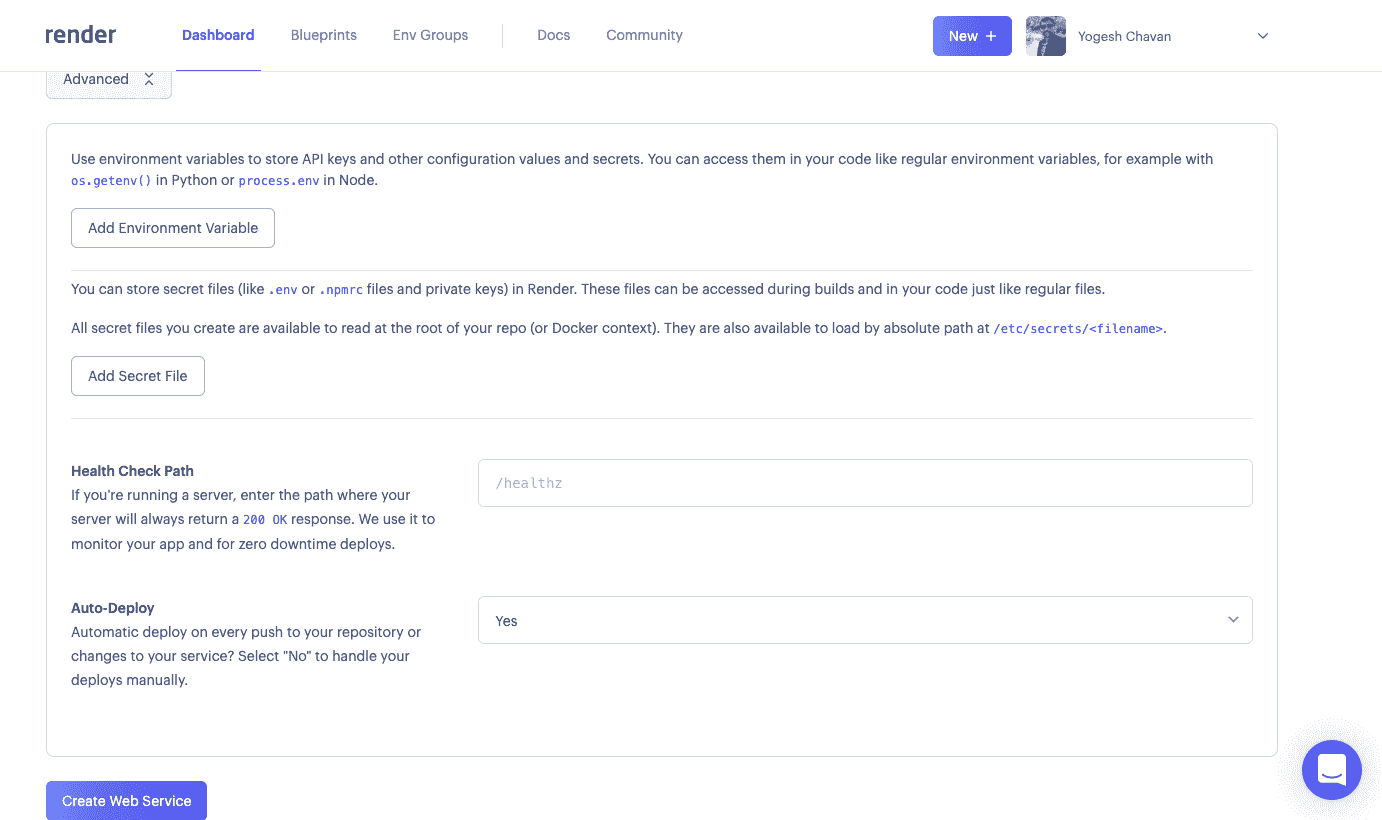 render Dashboard Blueprints Env Groups Docs Community New + Yogesh Chavan
Advanced
Use environment variables to store API keys and other configuration values and secrets. You can access them in your code like regular environment variables, for example with
os.getenv() in Python or process.env in Node.
Add Environment Variable
You can store secret files (like .env or .npmrc files and private keys) in Render. These files can be accessed during builds and in your code just like regular files.
All secret files you create are available to read at the root of your repo (or Docker context). They are also available to load by absolute path at /etc/secrets/<filename>.
Add Secret File
Health Check Path
If you're running a server, enter the path where your
server will always return a 200 OK response. We use it to
monitor your app and for zero downtime deploys.
/healthz
Auto-Deploy
Automatic deploy on every push to your repository or
changes to your service? Select "No" to handle your
deploys manually.
Yes
Create Web Service